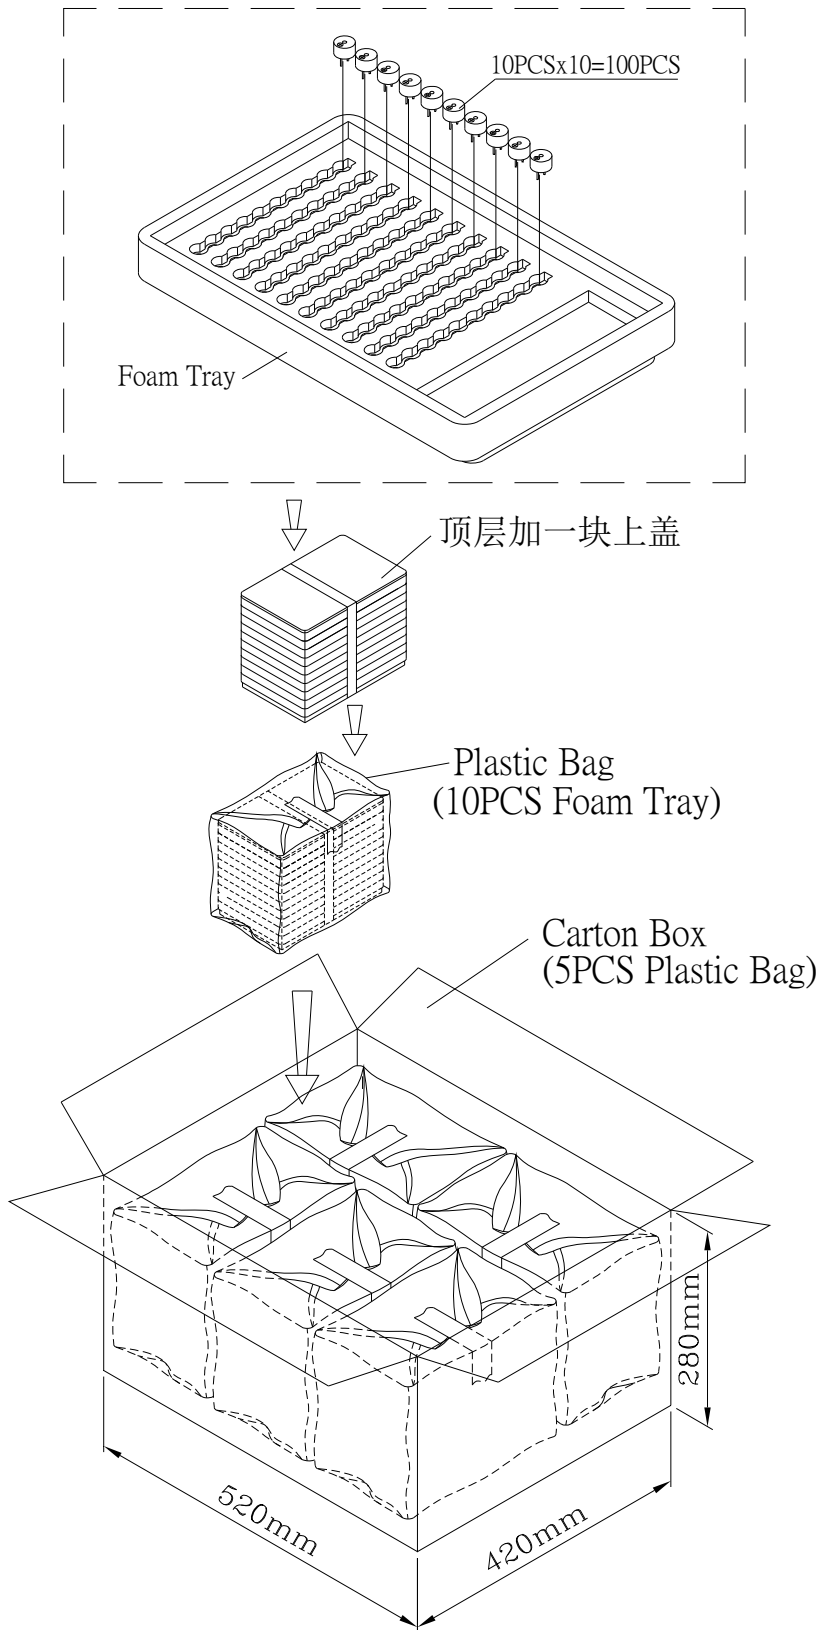 10PCSx10=100PCS
Foam Tray
顶层加一块上盖
Plastic Bag
(10PCS Foam Tray)
Carton Box
(5PCS Plastic Bag)
280mm
520mm
420mm